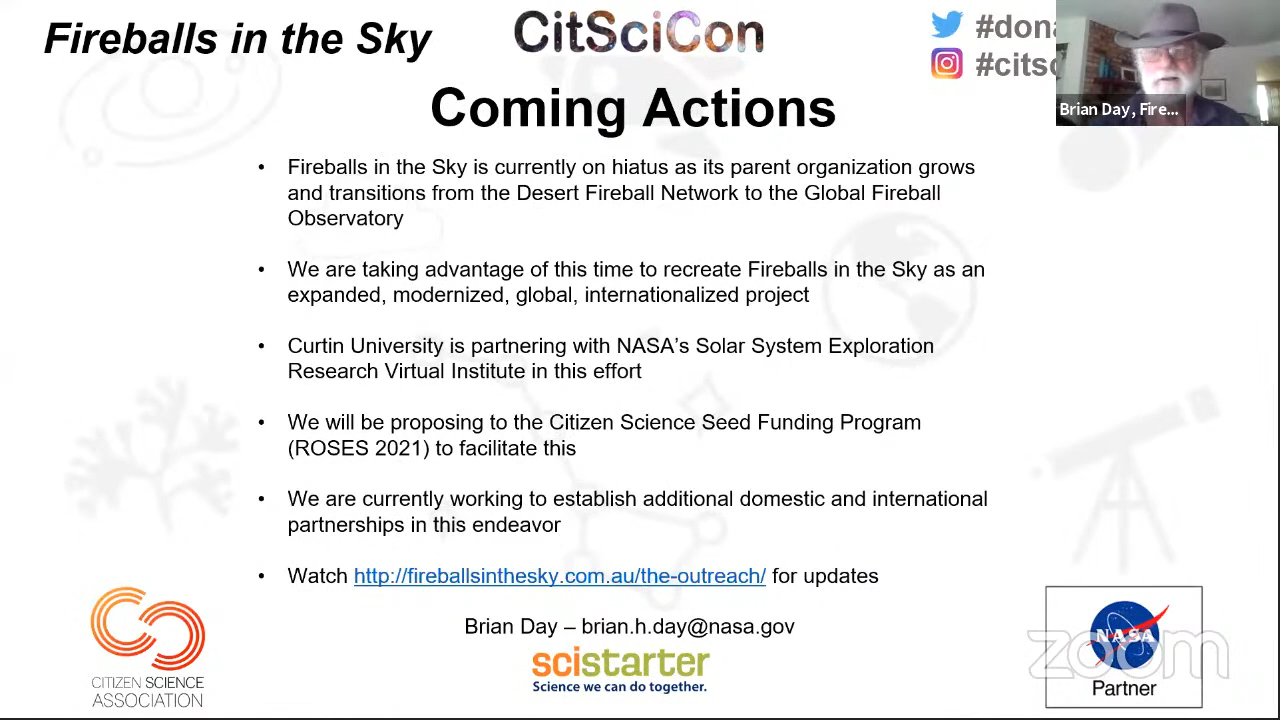 Fireballs in the Sky
CitSciCon
#dona
#citsc
Brian Day, Fire...
Coming Actions
• Fireballs in the Sky is currently on hiatus as its parent organization grows
and transitions from the Desert Fireball Network to the Global Fireball
Observatory
• We are taking advantage of this time to recreate Fireballs in the Sky as an
expanded, modernized, global, internationalized project
• Curtin University is partnering with NASA's Solar System Exploration
Research Virtual Institute in this effort
• We will be proposing to the Citizen Science Seed Funding Program
(ROSES 2021) to facilitate this
• We are currently working to establish additional domestic and international
partnerships in this endeavor
• Watch http://fireballsinthesky.com.au/the-outreach/ for updates
Brian Day – brian.h.day@nasa.gov
scistarter
Science we can do together.
CITIZEN SCIENCE
ASSOCIATION
NASA
zoom
Partner